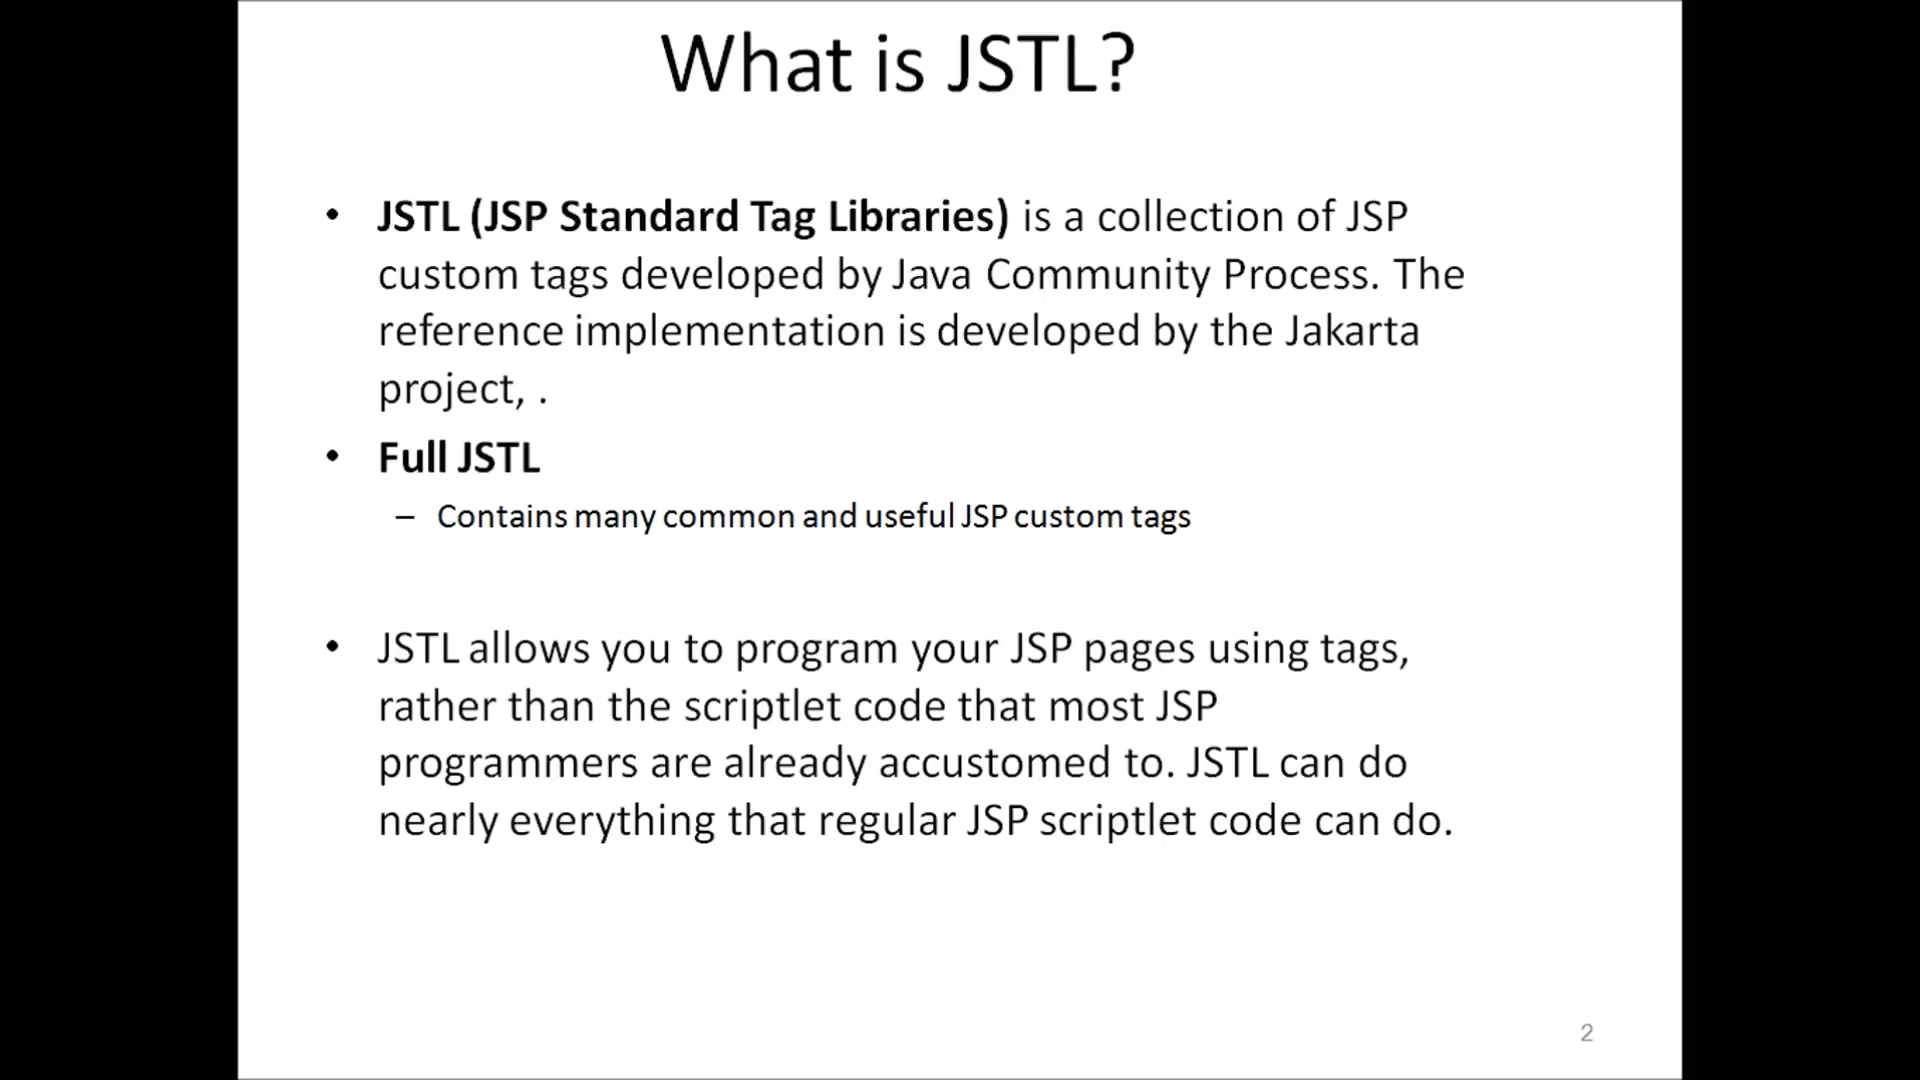 What is JSTL?
• JSTL (JSP Standard Tag Libraries) is a collection of JSP
custom tags developed by Java Community Process. The
reference implementation is developed by the Jakarta
project, .
• Full JSTL
– Contains many common and useful JSP custom tags
• JSTL allows you to program your JSP pages using tags,
rather than the scriptlet code that most JSP
programmers are already accustomed to. JSTL can do
nearly everything that regular JSP scriptlet code can do.
2